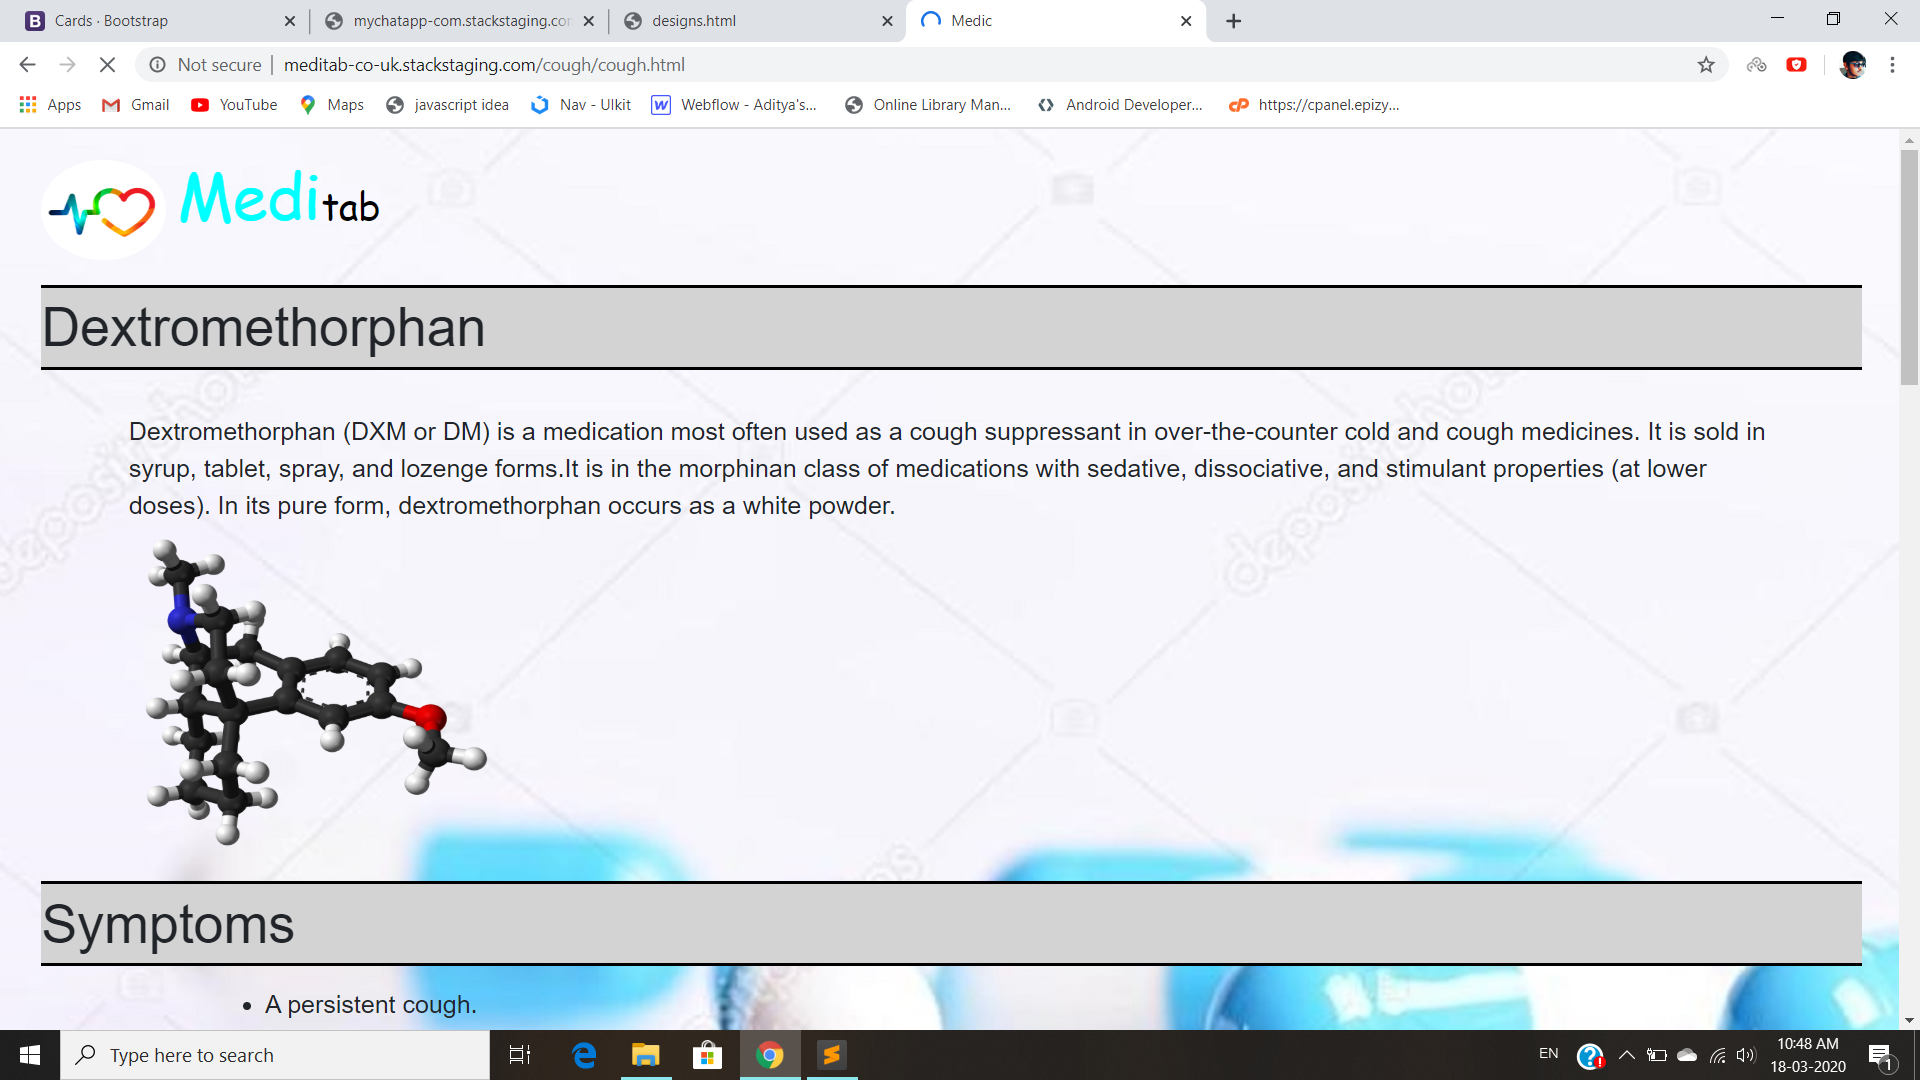 Cards · Bootstrap
mychatapp-com.stackstaging.com
designs.html
Medic
Not secure | meditab-co-uk.stackstaging.com/cough/cough.html
Apps Gmail YouTube Maps javascript idea Nav - UIkit Webflow - Aditya's... Online Library Man... Android Developer... https://cpanel.epizy...
Meditab
Dextromethorphan
Dextromethorphan (DXM or DM) is a medication most often used as a cough suppressant in over-the-counter cold and cough medicines. It is sold in
syrup, tablet, spray, and lozenge forms.It is in the morphinan class of medications with sedative, dissociative, and stimulant properties (at lower
doses). In its pure form, dextromethorphan occurs as a white powder.
depositphotos
depositphotos
Symptoms
• A persistent cough.
Type here to search
EN
10:48 AM
18-03-2020
1